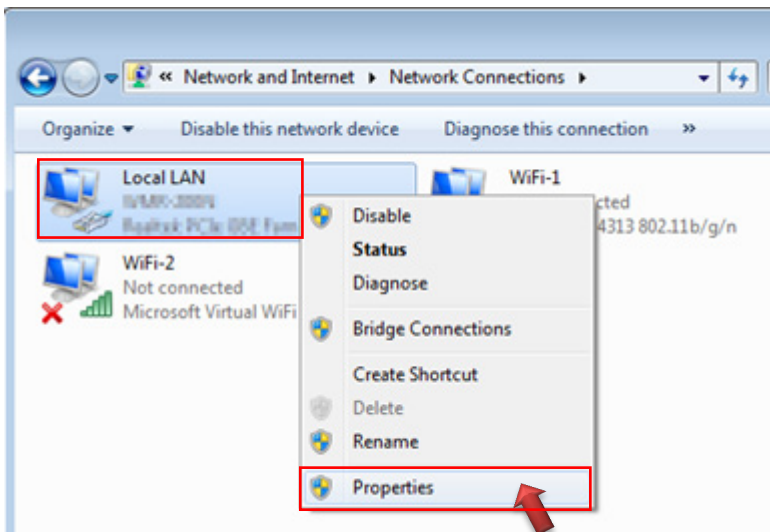 « Network and Internet ▸ Network Connections ▸
Organize ▾ Disable this network device Diagnose this connection »
Local LAN
WiFi-1
4313 802.11b/g/n
WiFi-2
Not connected
Microsoft Virtual WiFi
Disable
Status
Diagnose
Bridge Connections
Create Shortcut
Delete
Rename
Properties